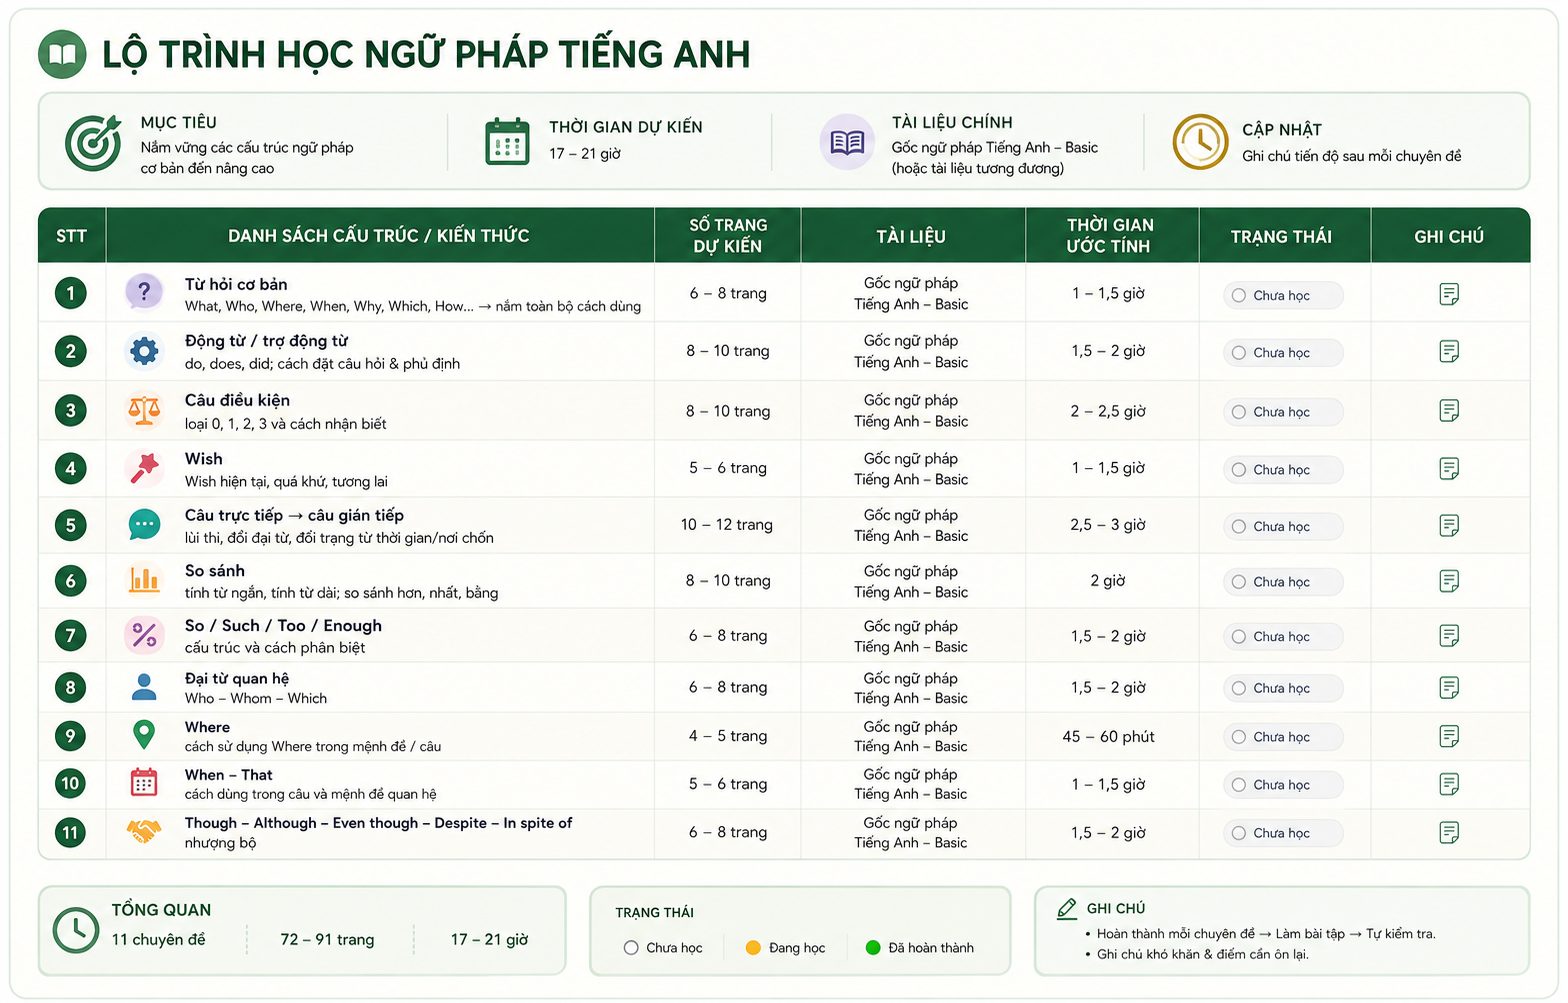 LỘ TRÌNH HỌC NGỮ PHÁP TIẾNG ANH
MỤC TIÊU
Nắm vững các cấu trúc ngữ pháp
cơ bản đến nâng cao
THỜI GIAN DỰ KIẾN
17 – 21 giờ
TÀI LIỆU CHÍNH
Gốc ngữ pháp Tiếng Anh – Basic
(hoặc tài liệu tương đương)
CẬP NHẬT
Ghi chú tiến độ sau mỗi chuyên đề
STT
DANH SÁCH CẤU TRÚC / KIẾN THỨC
SỐ TRANG
DỰ KIẾN
TÀI LIỆU
THỜI GIAN
ƯỚC TÍNH
TRẠNG THÁI
GHI CHÚ
1
?
Từ hỏi cơ bản
What, Who, Where, When, Why, Which, How... → nắm toàn bộ cách dùng
6 – 8 trang
Gốc ngữ pháp
Tiếng Anh – Basic
1 – 1,5 giờ
Chưa học
2
Động từ / trợ động từ
do, does, did; cách đặt câu hỏi & phủ định
8 – 10 trang
Gốc ngữ pháp
Tiếng Anh – Basic
1,5 – 2 giờ
Chưa học
3
Câu điều kiện
loại 0, 1, 2, 3 và cách nhận biết
8 – 10 trang
Gốc ngữ pháp
Tiếng Anh – Basic
2 – 2,5 giờ
Chưa học
4
Wish
Wish hiện tại, quá khứ, tương lai
5 – 6 trang
Gốc ngữ pháp
Tiếng Anh – Basic
1 – 1,5 giờ
Chưa học
5
Câu trực tiếp → câu gián tiếp
lùi thì, đổi đại từ, đổi trạng từ thời gian/nơi chốn
10 – 12 trang
Gốc ngữ pháp
Tiếng Anh – Basic
2,5 – 3 giờ
Chưa học
6
So sánh
tính từ ngắn, tính từ dài; so sánh hơn, nhất, bằng
8 – 10 trang
Gốc ngữ pháp
Tiếng Anh – Basic
2 giờ
Chưa học
7
%
So / Such / Too / Enough
cấu trúc và cách phân biệt
6 – 8 trang
Gốc ngữ pháp
Tiếng Anh – Basic
1,5 – 2 giờ
Chưa học
8
Đại từ quan hệ
Who – Whom – Which
6 – 8 trang
Gốc ngữ pháp
Tiếng Anh – Basic
1,5 – 2 giờ
Chưa học
9
Where
cách sử dụng Where trong mệnh đề / câu
4 – 5 trang
Gốc ngữ pháp
Tiếng Anh – Basic
45 – 60 phút
Chưa học
10
When – That
cách dùng trong câu và mệnh đề quan hệ
5 – 6 trang
Gốc ngữ pháp
Tiếng Anh – Basic
1 – 1,5 giờ
Chưa học
11
Though – Although – Even though – Despite – In spite of
nhượng bộ
6 – 8 trang
Gốc ngữ pháp
Tiếng Anh – Basic
1,5 – 2 giờ
Chưa học
TỔNG QUAN
11 chuyên đề
72 – 91 trang
17 – 21 giờ
TRẠNG THÁI
Chưa học
Đang học
Đã hoàn thành
GHI CHÚ
• Hoàn thành mỗi chuyên đề → Làm bài tập → Tự kiểm tra.
• Ghi chú khó khăn & điểm cần ôn lại.